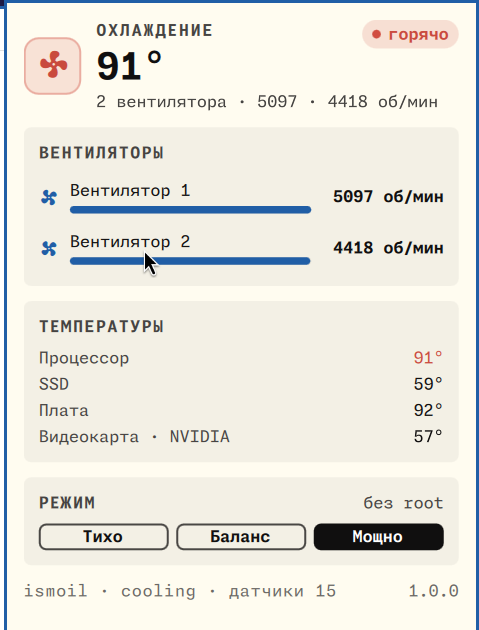 ОХЛАЖДЕНИЕ
91°
горячо
2 вентилятора · 5097 · 4418 об/мин
ВЕНТИЛЯТОРЫ
Вентилятор 1
5097 об/мин
Вентилятор 2
4418 об/мин
ТЕМПЕРАТУРЫ
Процессор 91°
SSD 59°
Плата 92°
Видеокарта · NVIDIA 57°
РЕЖИМ без root
Тихо Баланс Мощно
ismoil · cooling · датчики 15 1.0.0